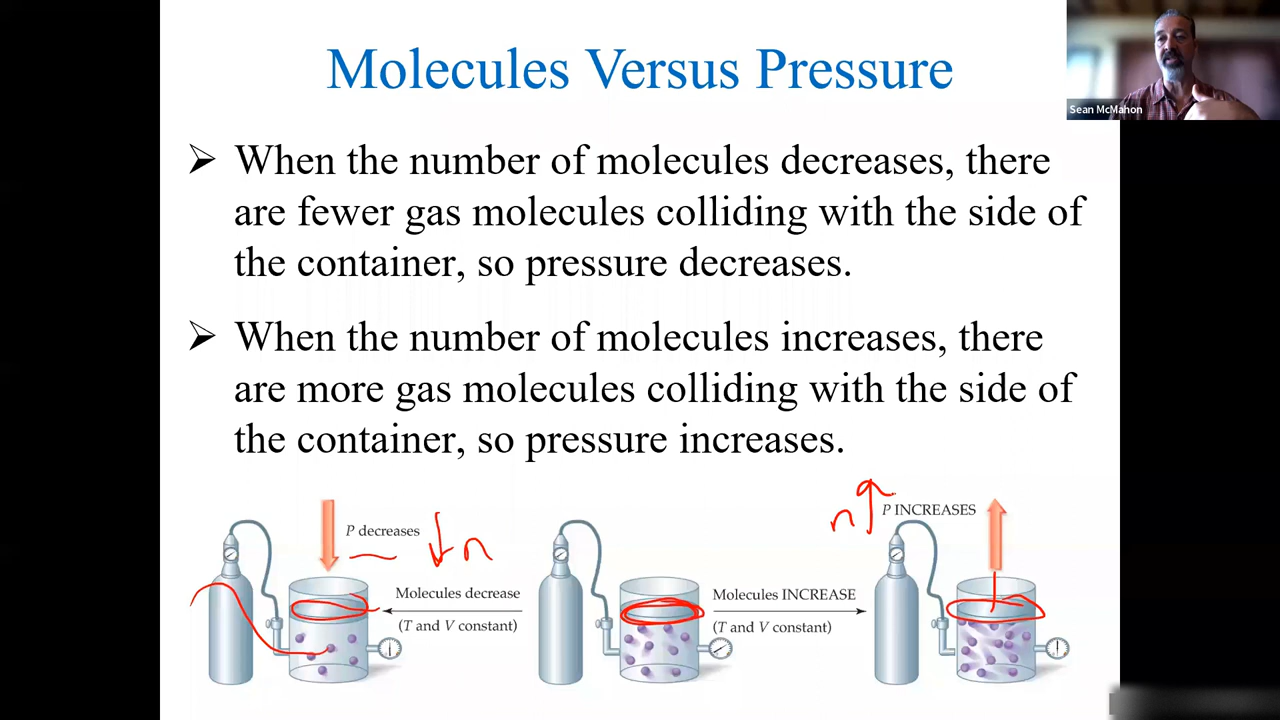 Molecules Versus Pressure
Sean McMahon
➢ When the number of molecules decreases, there
are fewer gas molecules colliding with the side of
the container, so pressure decreases.
➢ When the number of molecules increases, there
are more gas molecules colliding with the side of
the container, so pressure increases.
P decreases
↓n
n↑
P INCREASES
Molecules decrease
(T and V constant)
Molecules INCREASE
(T and V constant)